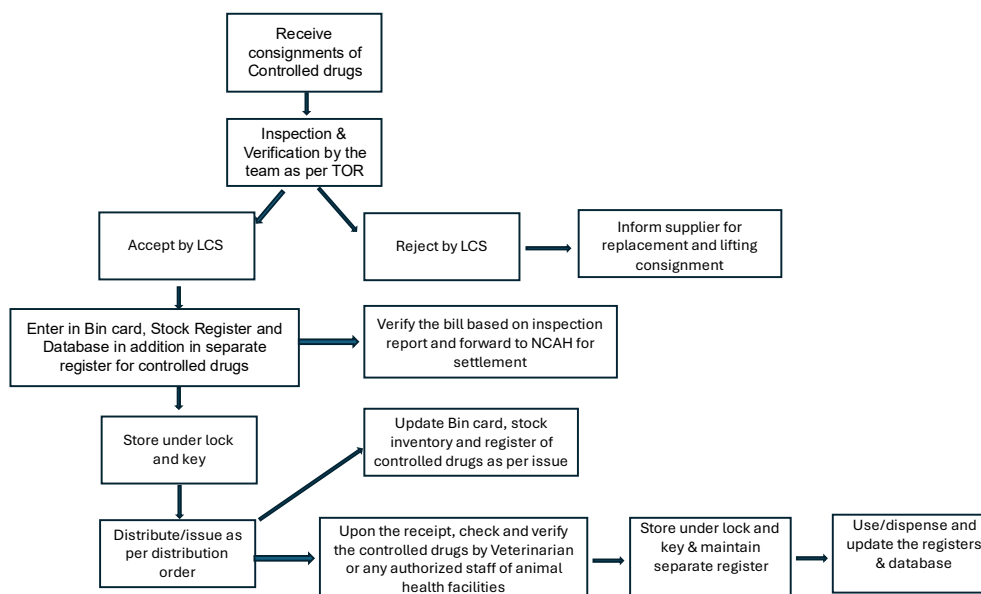 Receive
consignments of
Controlled drugs
Inspection &
Verification by the
team as per TOR
Accept by LCS
Reject by LCS
Inform supplier for
replacement and lifting
consignment
Enter in Bin card, Stock Register and
Database in addition in separate
register for controlled drugs
Verify the bill based on inspection
report and forward to NCAH for
settlement
Store under lock
and key
Update Bin card, stock
inventory and register of
controlled drugs as per issue
Distribute/issue as
per distribution
order
Upon the receipt, check and verify
the controlled drugs by Veterinarian
or any authorized staff of animal
health facilities
Store under lock and
key & maintain
separate register
Use/dispense and
update the registers
& database